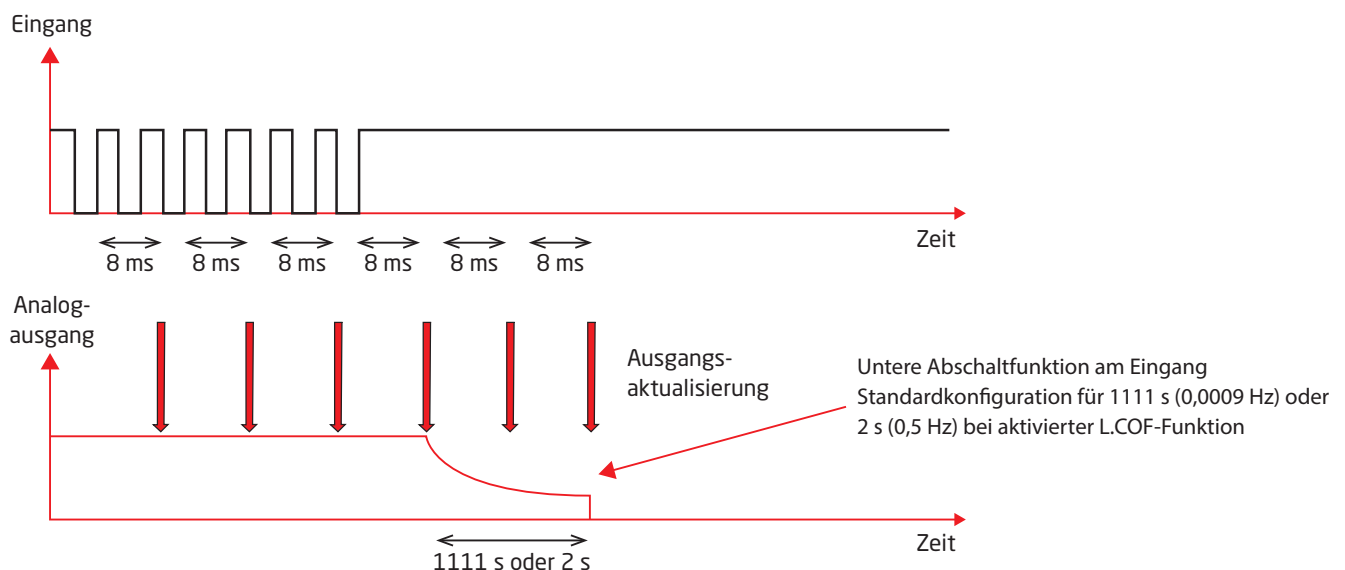 Eingang
Zeit
8 ms 8 ms 8 ms 8 ms 8 ms 8 ms
Analog-
ausgang
Ausgangs-
aktualisierung
Untere Abschaltfunktion am Eingang
Standardkonfiguration für 1111 s (0,0009 Hz) oder
2 s (0,5 Hz) bei aktivierter L.COF-Funktion
Zeit
1111 s oder 2 s